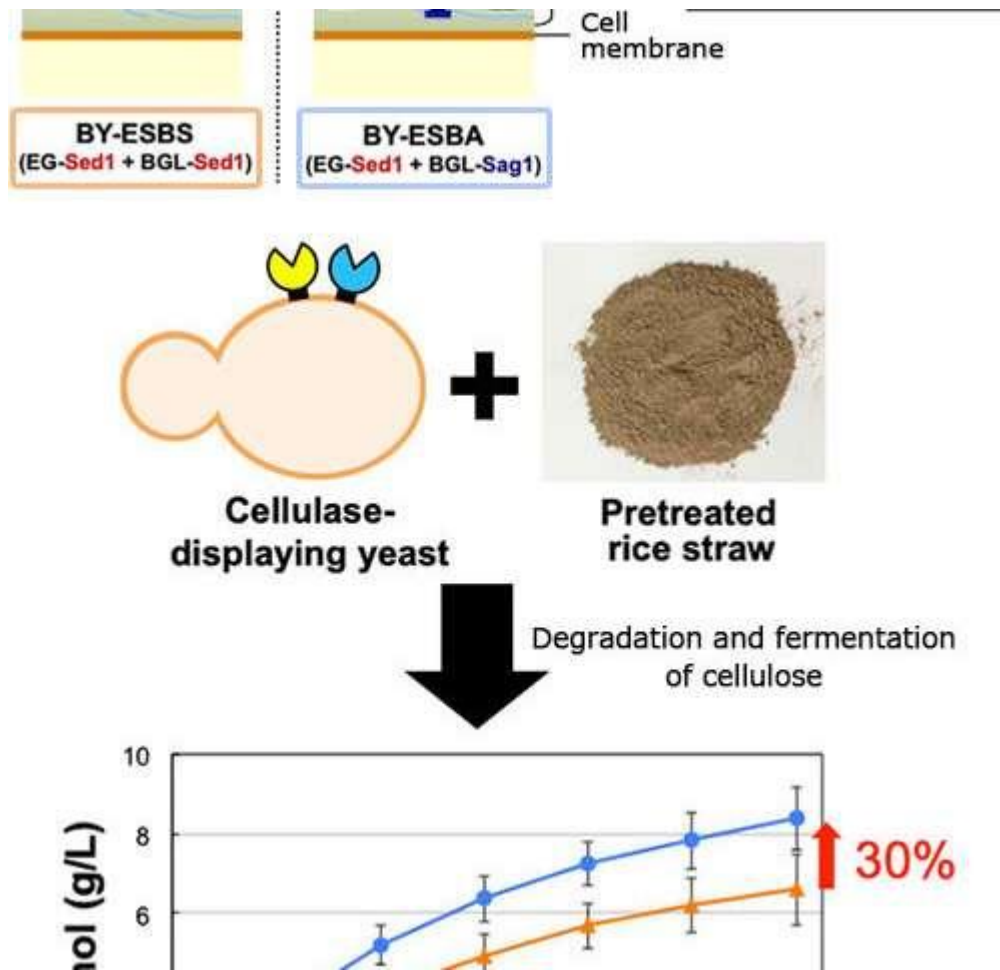 Cell
membrane
BY-ESBS
(EG-Sed1 + BGL-Sed1)
BY-ESBA
(EG-Sed1 + BGL-Sag1)
Cellulase-
displaying yeast
Pretreated
rice straw
Degradation and fermentation
of cellulose
10
8
30%
6
nol (g/L)